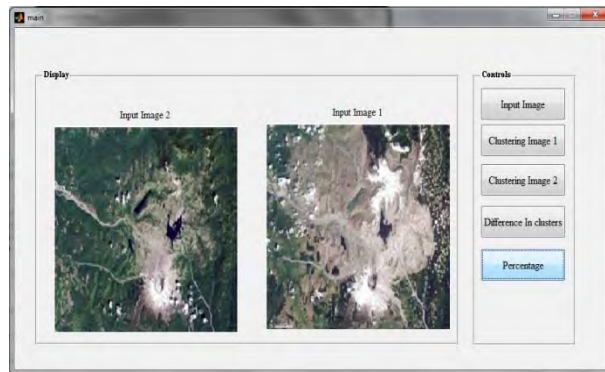 main
Display
Controls
Input Image 2
Input Image 1
Input Image
Clustering Image 1
Clustering Image 2
Difference In clusters
Percentage